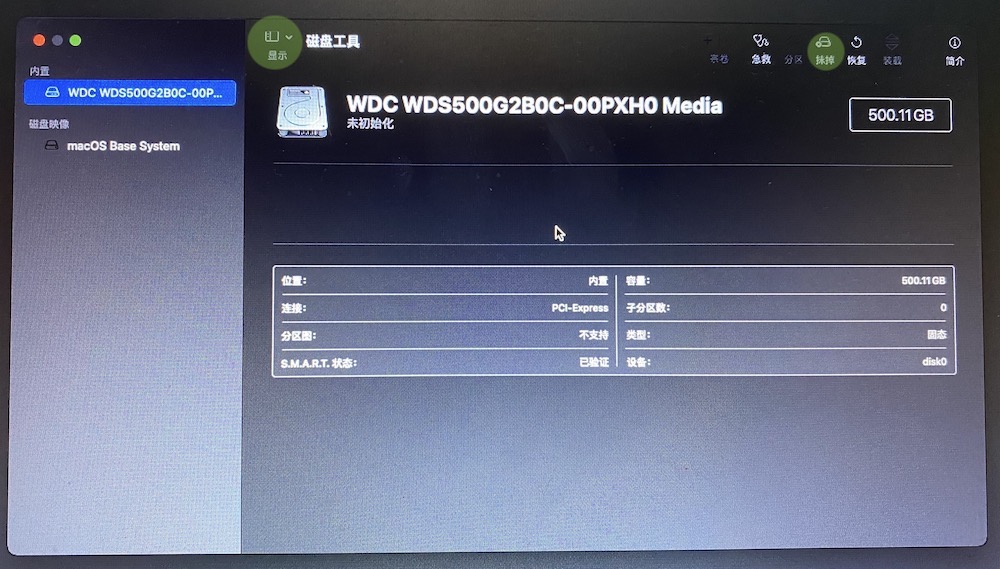 显示
磁盘工具
宗卷
急救
分区
抹掉
恢复
装载
简介
内置
WDC WDS500G2B0C-00P...
磁盘映像
macOS Base System
WDC WDS500G2B0C-00PXH0 Media
未初始化
500.11 GB
位置: 内置
容量: 500.11 GB
连接: PCI-Express
子分区数: 0
分区图: 不支持
类型: 固态
S.M.A.R.T. 状态: 已验证
设备: disk0